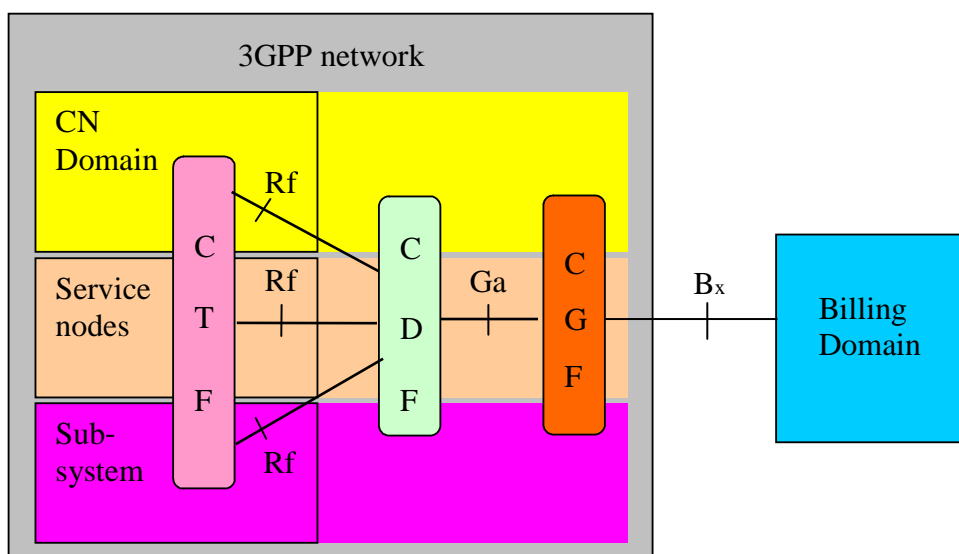 3GPP network
CN
Domain
Rf
C
T
F
Service
nodes
Rf
Sub-
system
Rf
C
D
F
Ga
C
G
F
Bx
Billing
Domain